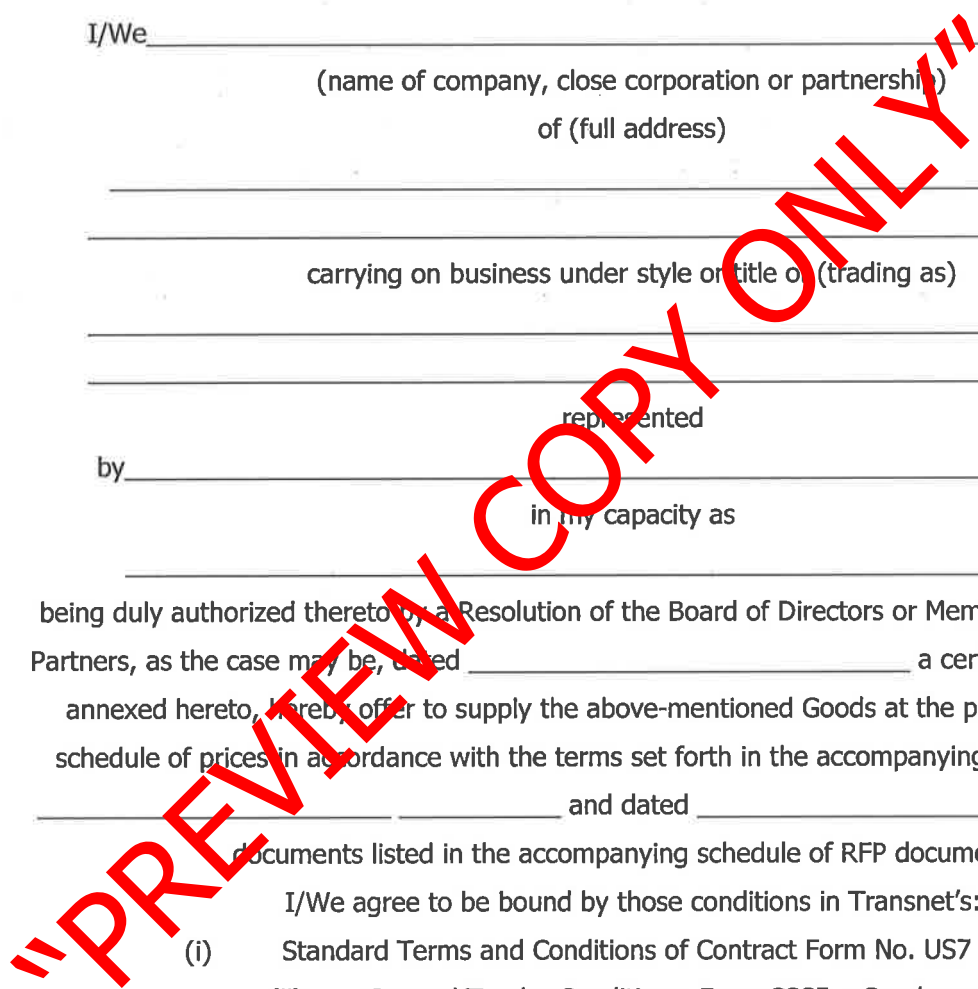 I/We
(name of company, close corporation or partnership)
of (full address)
carrying on business under style or title of (trading as)
represented
by
in my capacity as
being duly authorized thereto by a Resolution of the Board of Directors or Mem
Partners, as the case may be, dated a cer
annexed hereto, hereby offer to supply the above-mentioned Goods at the p
schedule of prices in accordance with the terms set forth in the accompanying
and dated
documents listed in the accompanying schedule of RFP docume
I/We agree to be bound by those conditions in Transnet's:
(i) Standard Terms and Conditions of Contract Form No. US7
"PREVIEW COPY ONLY"